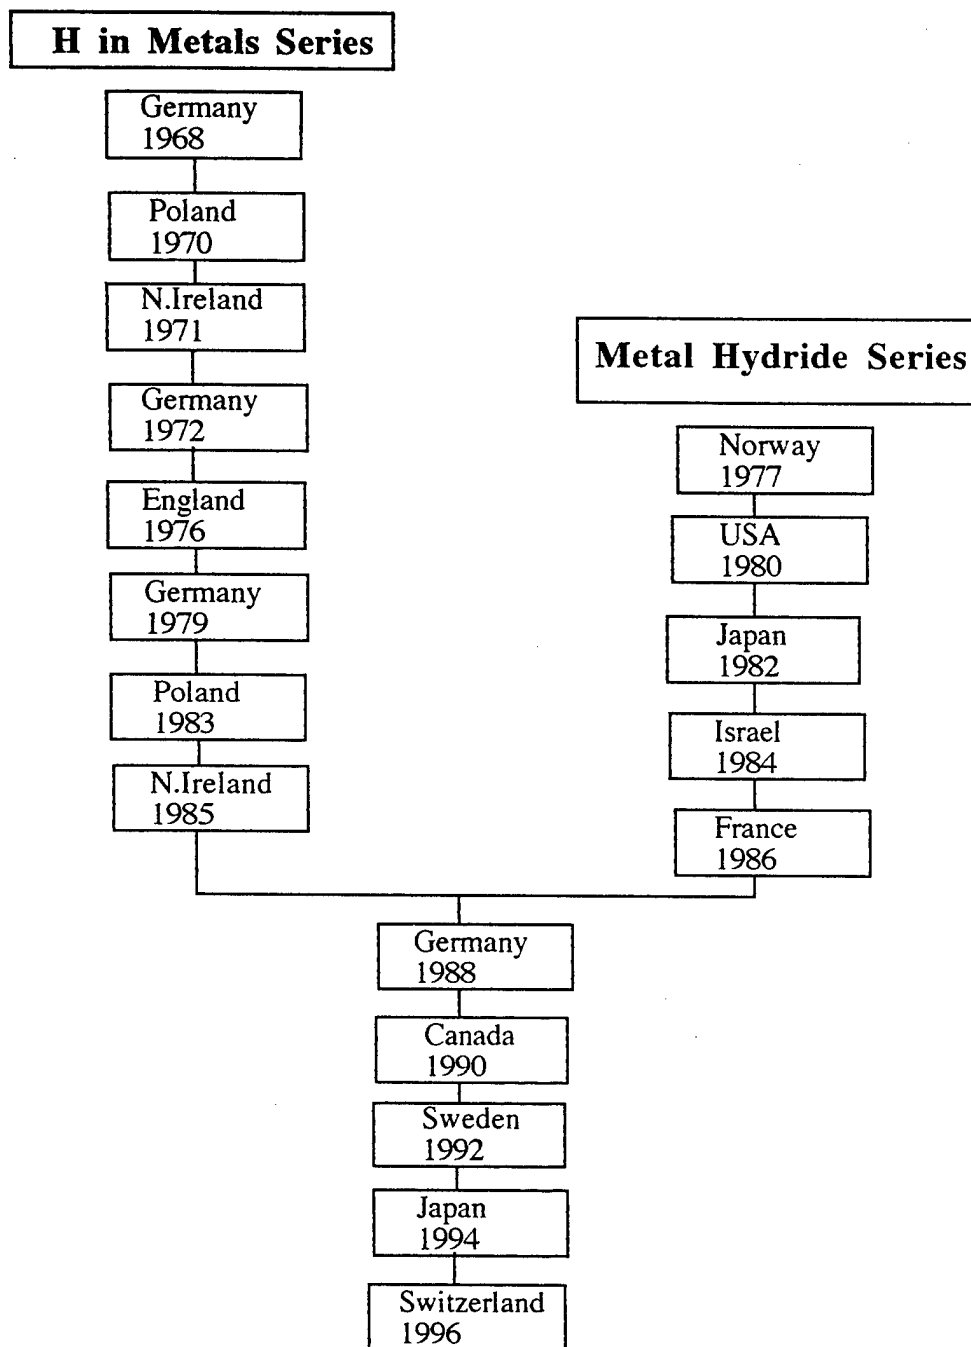 H in Metals Series
Germany
1968
Poland
1970
N.Ireland
1971
Germany
1972
England
1976
Germany
1979
Poland
1983
N.Ireland
1985
Metal Hydride Series
Norway
1977
USA
1980
Japan
1982
Israel
1984
France
1986
Germany
1988
Canada
1990
Sweden
1992
Japan
1994
Switzerland
1996